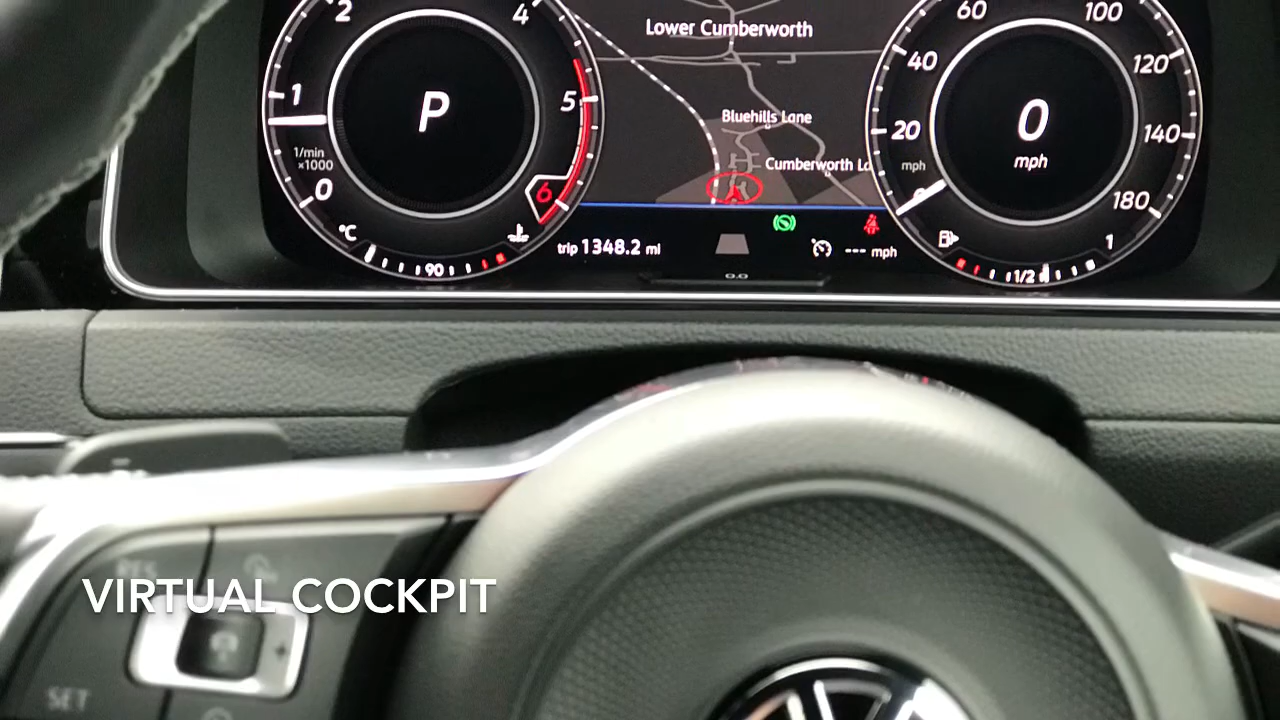 2
4
1
5
1/min
×1000
0
6
P
°C
90
Lower Cumberworth
Bluehills Lane
Cumberworth La
trip 1348.2 mi
--- mph
60
100
40
120
20
140
mph
180
0
mph
1/2
1
VIRTUAL COCKPIT
RES
SET